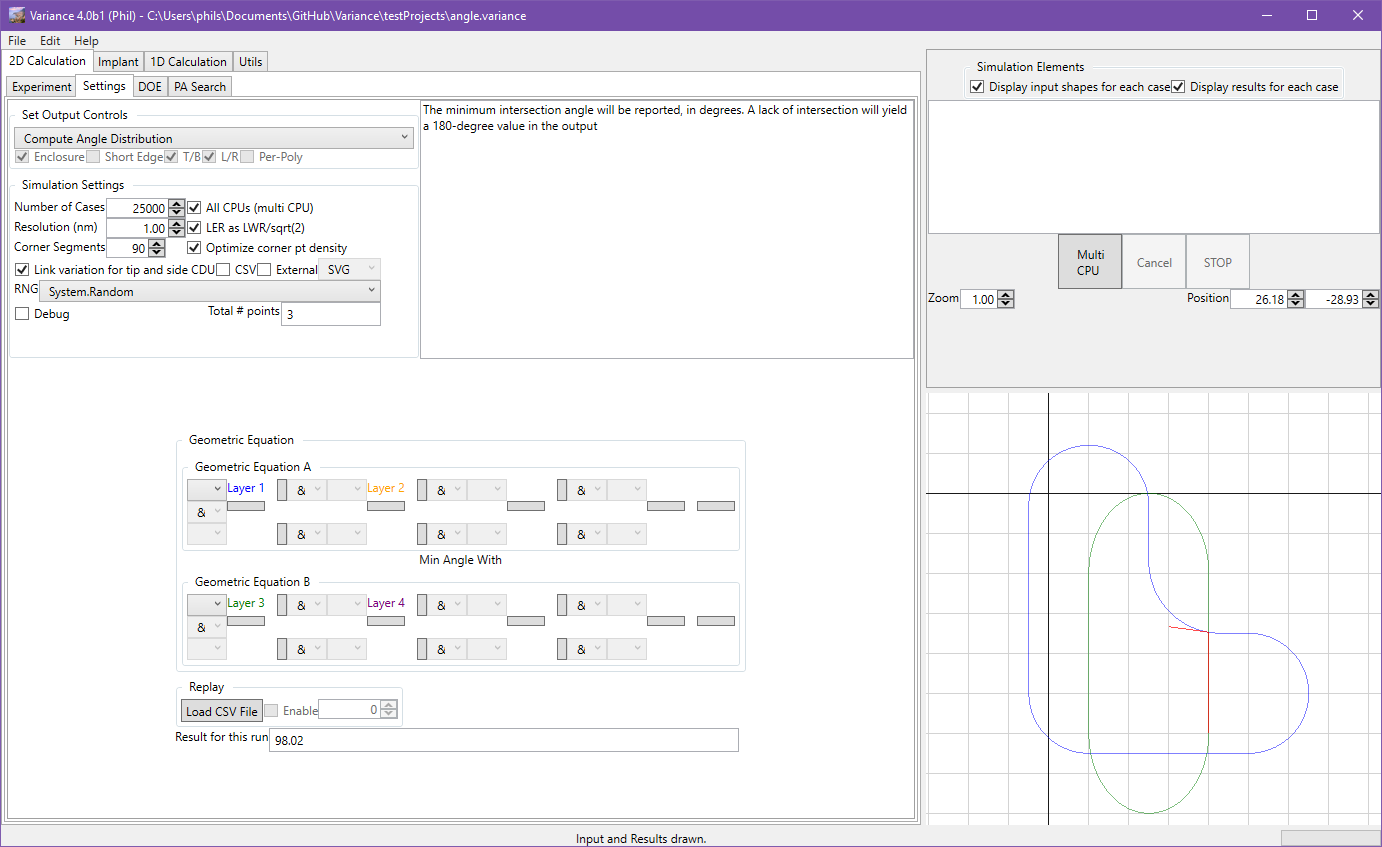 Variance 4.0b1 (Phil) - C:\Users\phils\Documents\GitHub\Variance\testProjects\angle.variance
File Edit Help
2D Calculation Implant 1D Calculation Utils
Experiment Settings DOE PA Search
Set Output Controls
Compute Angle Distribution
Enclosure Short Edge T/B L/R Per-Poly
The minimum intersection angle will be reported, in degrees. A lack of intersection will yield
a 180-degree value in the output
Simulation Settings
Number of Cases 25000 All CPUs (multi CPU)
Resolution (nm) 1.00 LER as LWR/sqrt(2)
Corner Segments 90 Optimize corner pt density
Link variation for tip and side CDU CSV External SVG
RNG System.Random
Debug Total # points 3
Simulation Elements
Display input shapes for each case Display results for each case
Multi
CPU
Cancel STOP
Zoom 1.00 Position 26.18 -28.93
Geometric Equation
Geometric Equation A
Layer 1 & Layer 2 & &
&
& & &
Min Angle With
Geometric Equation B
Layer 3 & Layer 4 & &
&
& & &
Replay
Load CSV File Enable 0
Result for this run 98.02
Input and Results drawn.